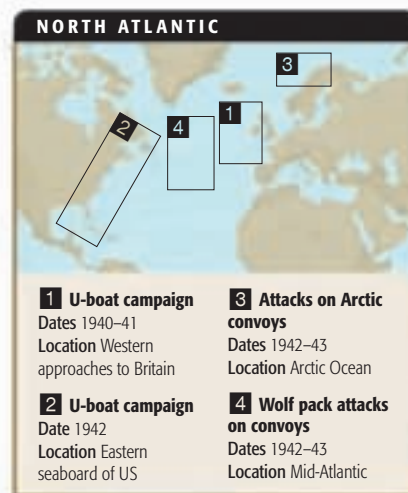 NORTH ATLANTIC
3
1
2
4
1 U-boat campaign
Dates 1940–41
Location Western
approaches to Britain
2 U-boat campaign
Date 1942
Location Eastern
seaboard of US
3 Attacks on Arctic
convoys
Dates 1942–43
Location Arctic Ocean
4 Wolf pack attacks
on convoys
Dates 1942–43
Location Mid-Atlantic